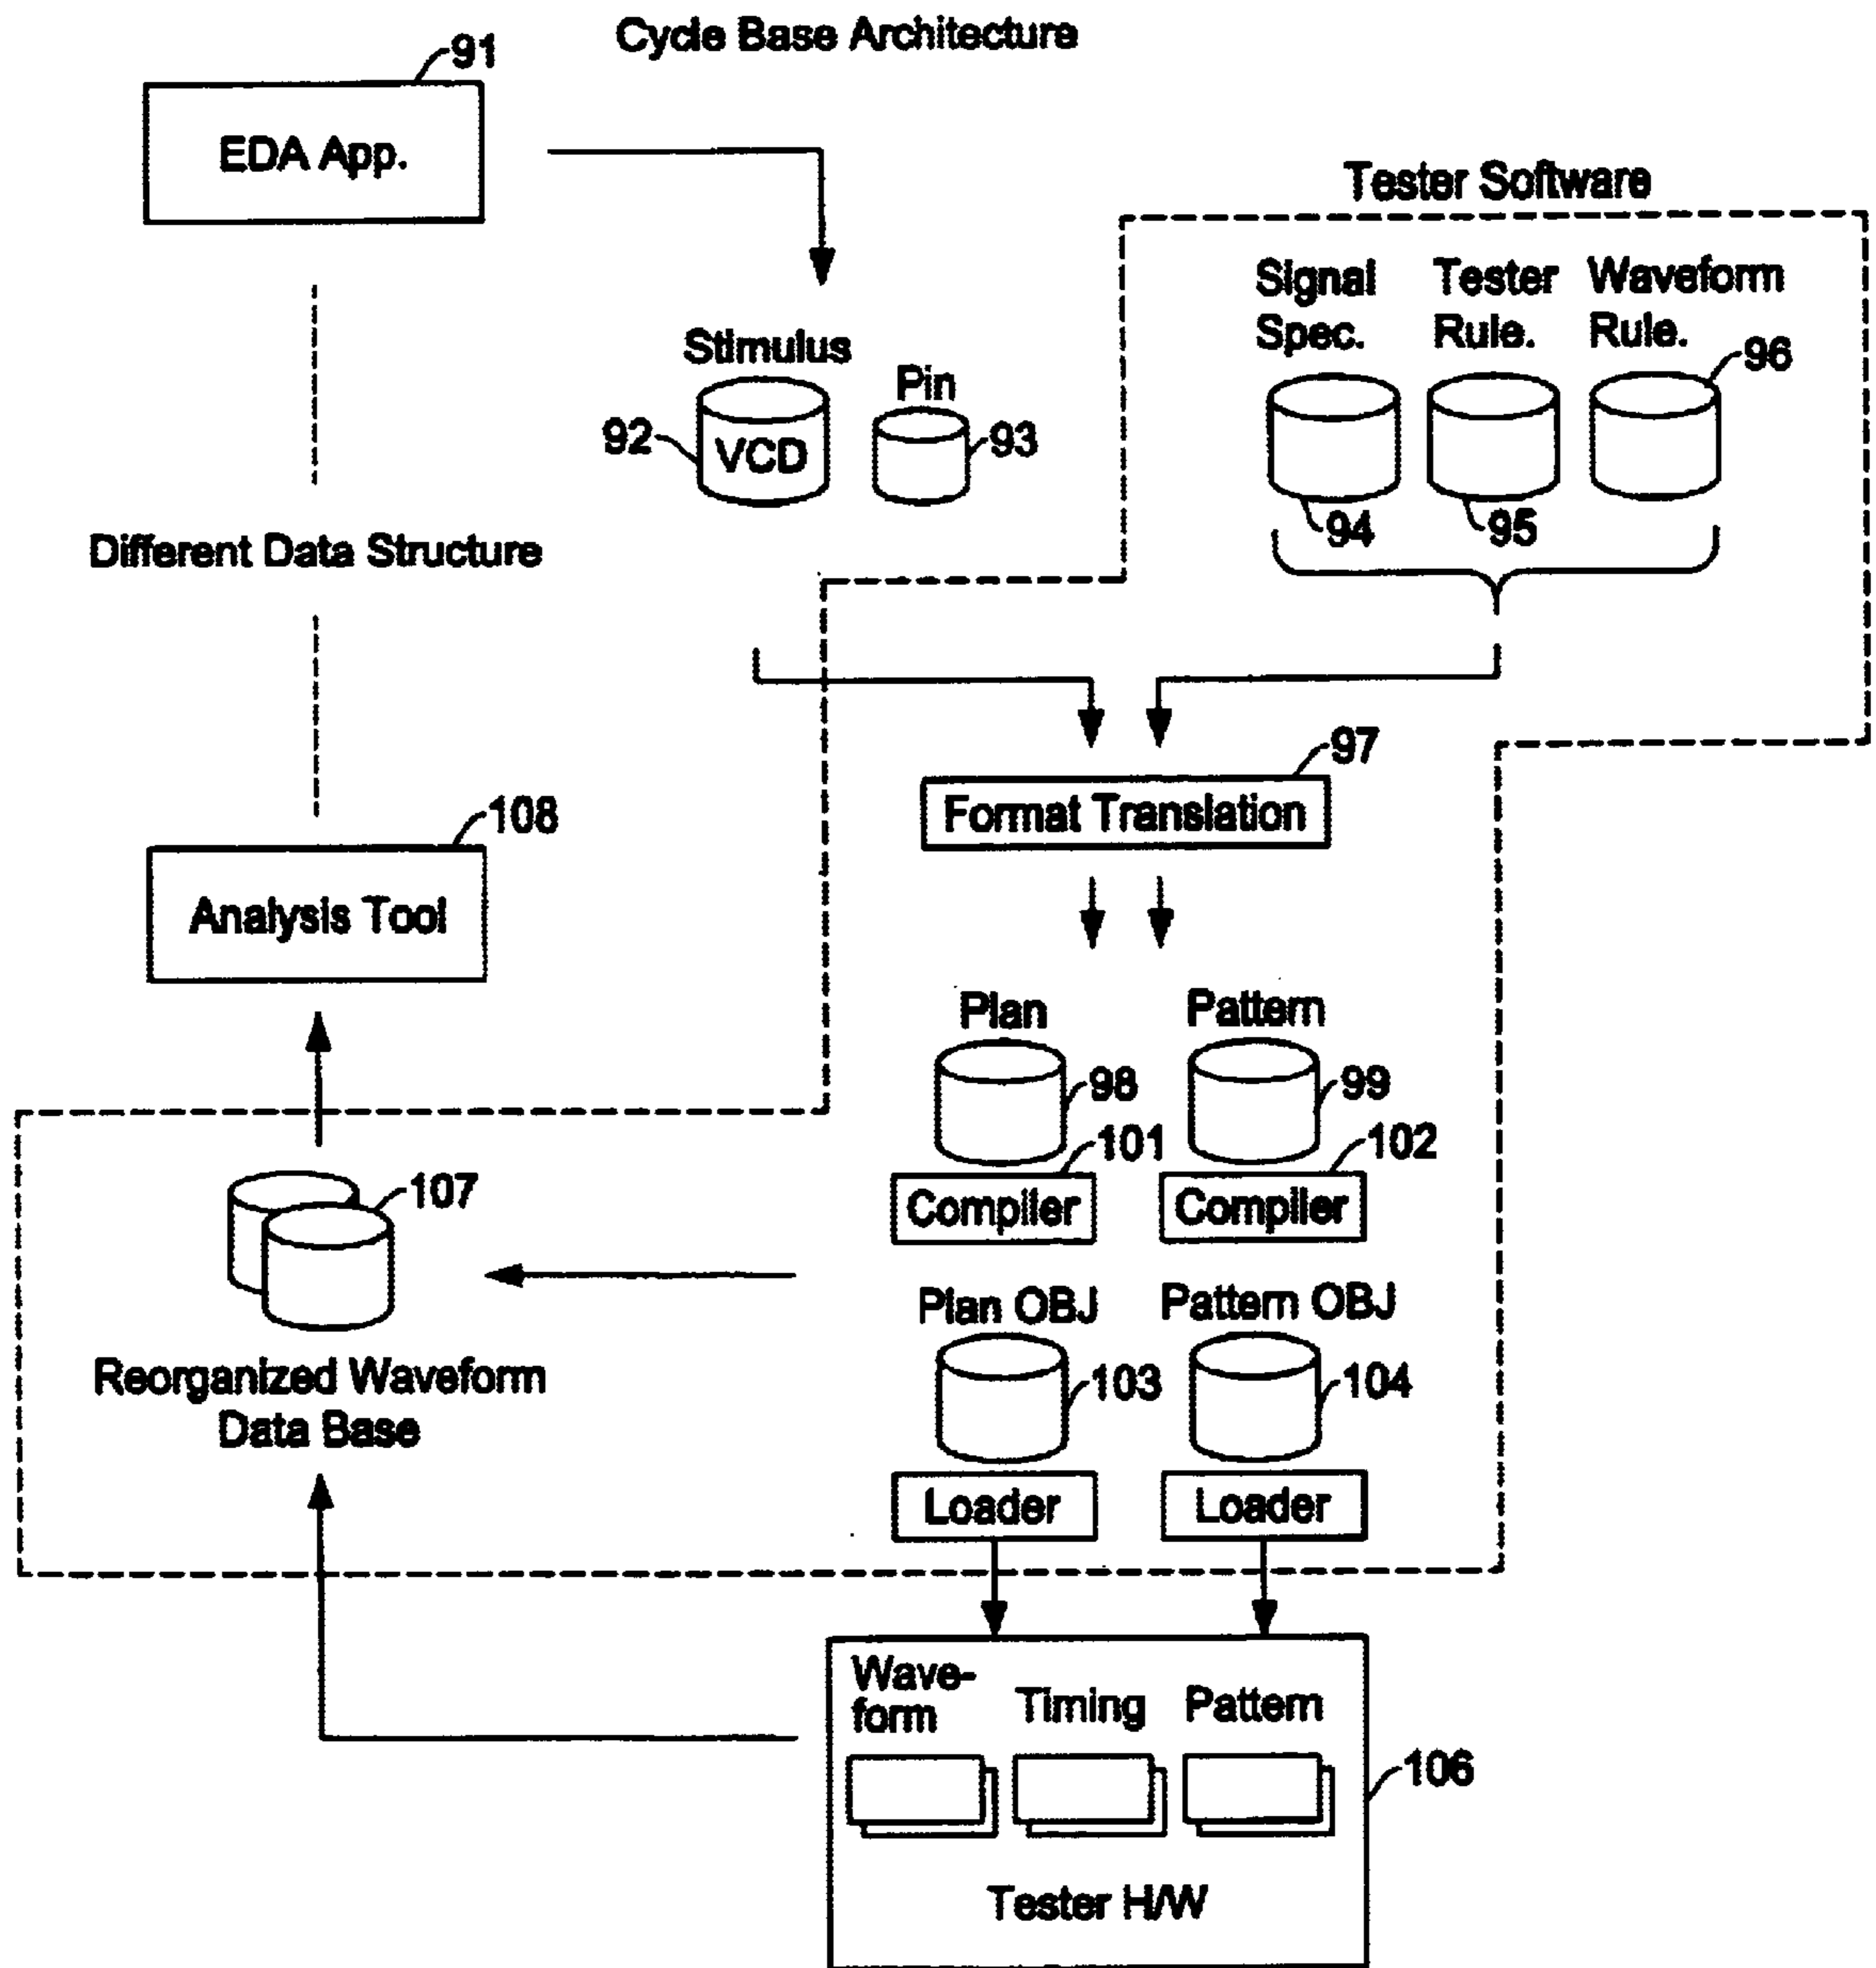 Cycle Base Architecture
91
EDA App.
Tester Software
Signal Spec.
Tester Rule.
Waveform Rule.
96
Stimulus
Pin
92
VCD
93
94
95
Different Data Structure
97
Format Translation
108
Analysis Tool
Plan
Pattern
98
99
101
102
Compiler
Compiler
107
Plan OBJ
Pattern OBJ
103
104
Reorganized Waveform
Data Base
Loader
Loader
Wave-
form
Timing
Pattern
106
Tester H/W